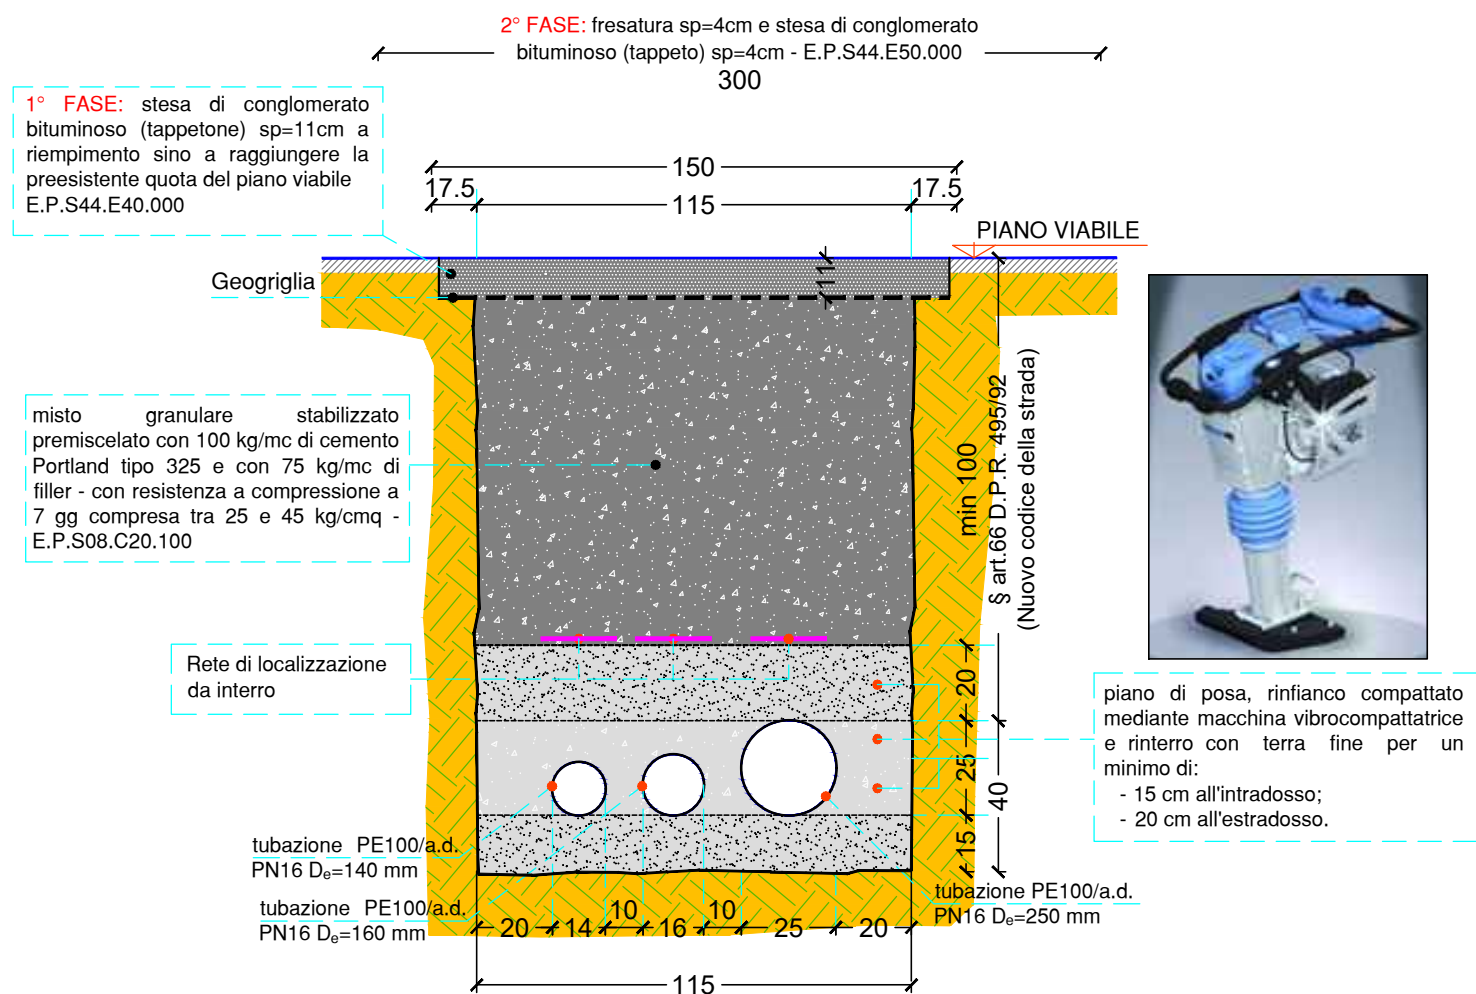 2° FASE: fresatura sp=4cm e stesa di conglomerato
bituminoso (tappeto) sp=4cm - E.P.S44.E50.000
300
1° FASE: stesa di conglomerato
bituminoso (tappetone) sp=11cm a
riempimento sino a raggiungere la
preesistente quota del piano viabile
E.P.S44.E40.000
150
17.5
115
17.5
PIANO VIABILE
Geogriglia
11
misto granulare stabilizzato
premiscelato con 100 kg/mc di cemento
Portland tipo 325 e con 75 kg/mc di
filler - con resistenza a compressione a
7 gg compresa tra 25 e 45 kg/cmq -
E.P.S08.C20.100
min 100
§ art.66 D.P.R. 495/92
(Nuovo codice della strada)
Rete di localizzazione
da interro
20
25
15
40
piano di posa, rinfianco compattato
mediante macchina vibrocompattatrice
e rinterro con terra fine per un
minimo di:
- 15 cm all'intradosso;
- 20 cm all'estradosso.
tubazione PE100/a.d.
PN16 De=140 mm
tubazione PE100/a.d.
PN16 De=160 mm
tubazione PE100/a.d.
PN16 De=250 mm
20
14
10
16
10
25
20
115